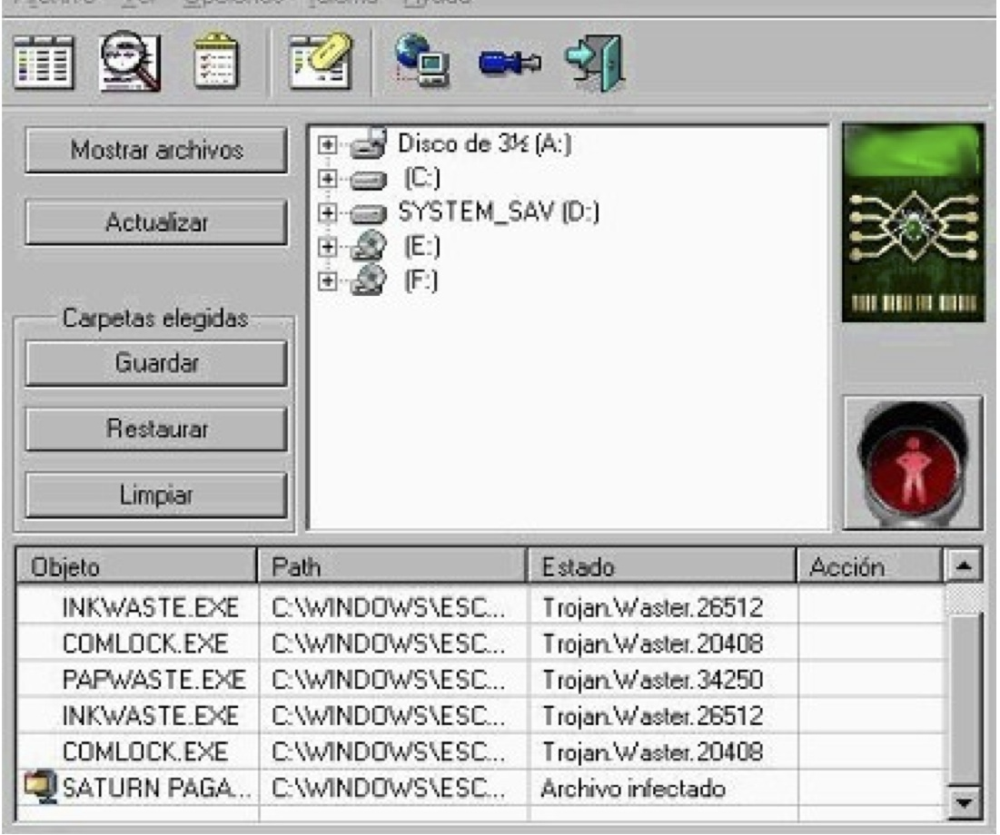 Mostrar archivos
Actualizar
Carpetas elegidas
Guardar
Restaurar
Limpiar
Disco de 3½ (A:)
(C:)
SYSTEM_SAV (D:)
(E:)
(F:)
Objeto Path Estado Acción
INKWASTE.EXE C:\WINDOWS\ESC... Trojan.Waster.26512
COMLOCK.EXE C:\WINDOWS\ESC... Trojan.Waster.20408
PAPWASTE.EXE C:\WINDOWS\ESC... Trojan.Waster.34250
INKWASTE.EXE C:\WINDOWS\ESC... Trojan.Waster.26512
COMLOCK.EXE C:\WINDOWS\ESC... Trojan.Waster.20408
SATURN PAGA... C:\WINDOWS\ESC... Archivo infectado